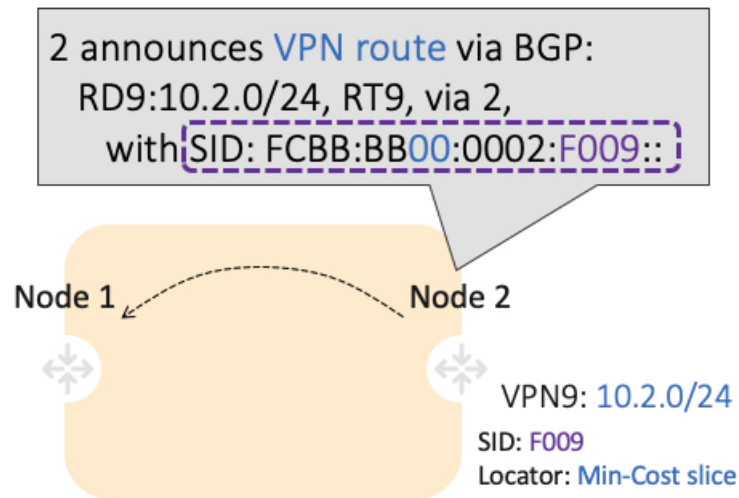 2 announces VPN route via BGP:
RD9:10.2.0/24, RT9, via 2,
with SID: FCBB:BB00:0002:F009::
Node 1
Node 2
VPN9: 10.2.0/24
SID: F009
Locator: Min-Cost slice